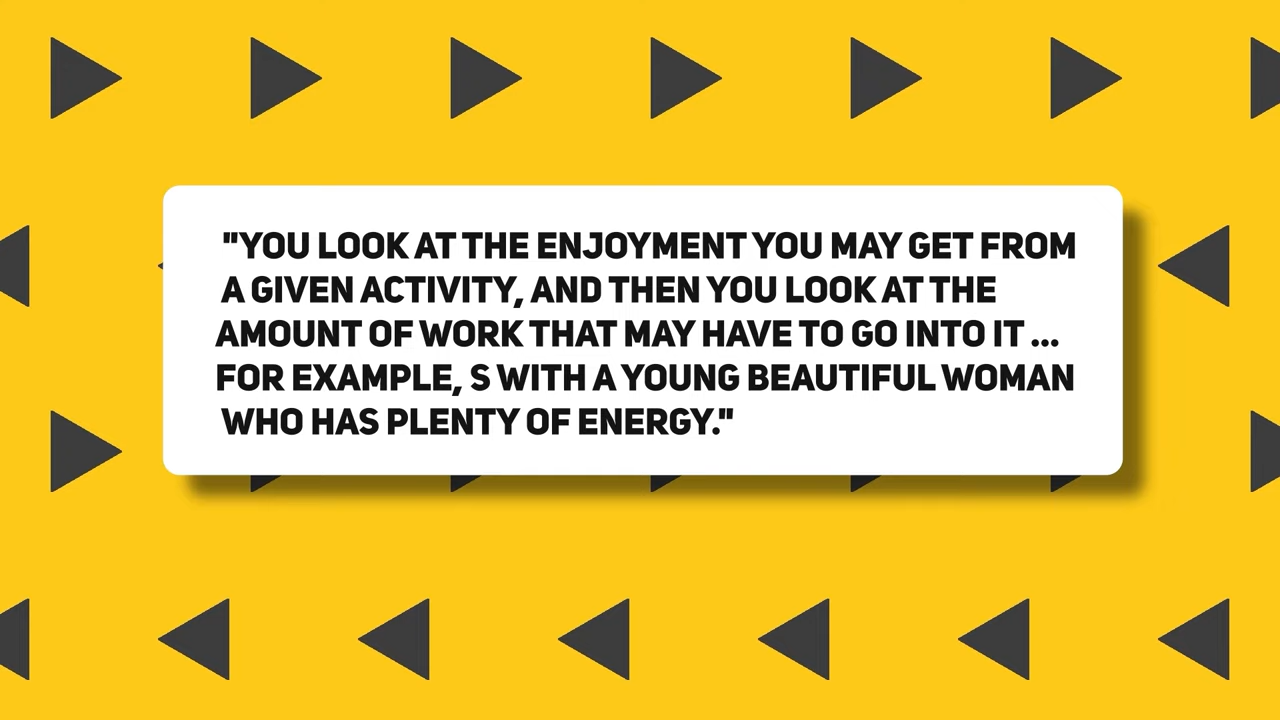 "YOU LOOK AT THE ENJOYMENT YOU MAY GET FROM
A GIVEN ACTIVITY, AND THEN YOU LOOK AT THE
AMOUNT OF WORK THAT MAY HAVE TO GO INTO IT ...
FOR EXAMPLE, S WITH A YOUNG BEAUTIFUL WOMAN
WHO HAS PLENTY OF ENERGY."